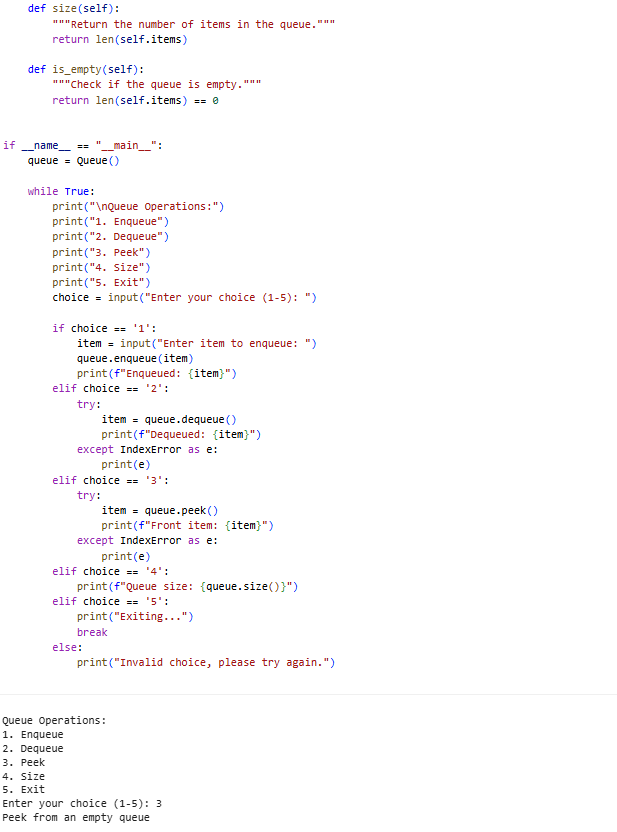 def size(self):
        """Return the number of items in the queue."""
        return len(self.items)

    def is_empty(self):
        """Check if the queue is empty."""
        return len(self.items) == 0


if __name__ == "__main__":
    queue = Queue()

    while True:
        print("\nQueue Operations:")
        print("1. Enqueue")
        print("2. Dequeue")
        print("3. Peek")
        print("4. Size")
        print("5. Exit")
        choice = input("Enter your choice (1-5): ")

        if choice == '1':
            item = input("Enter item to enqueue: ")
            queue.enqueue(item)
            print(f"Enqueued: {item}")
        elif choice == '2':
            try:
                item = queue.dequeue()
                print(f"Dequeued: {item}")
            except IndexError as e:
                print(e)
        elif choice == '3':
            try:
                item = queue.peek()
                print(f"Front item: {item}")
            except IndexError as e:
                print(e)
        elif choice == '4':
            print(f"Queue size: {queue.size()}")
        elif choice == '5':
            print("Exiting...")
            break
        else:
            print("Invalid choice, please try again.")

Queue Operations:
1. Enqueue
2. Dequeue
3. Peek
4. Size
5. Exit
Enter your choice (1-5): 3
Peek from an empty queue